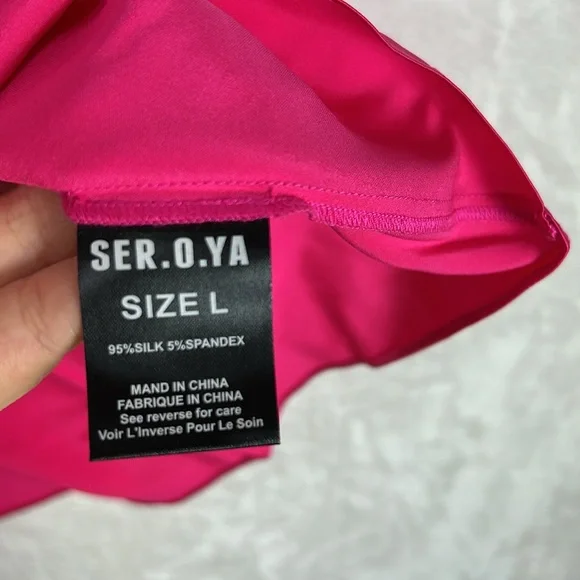 SER.O.YA
SIZE L
95%SILK 5%SPANDEX
MAND IN CHINA
FABRIQUE IN CHINA
See reverse for care
Voir L'Inverse Pour Le Soin